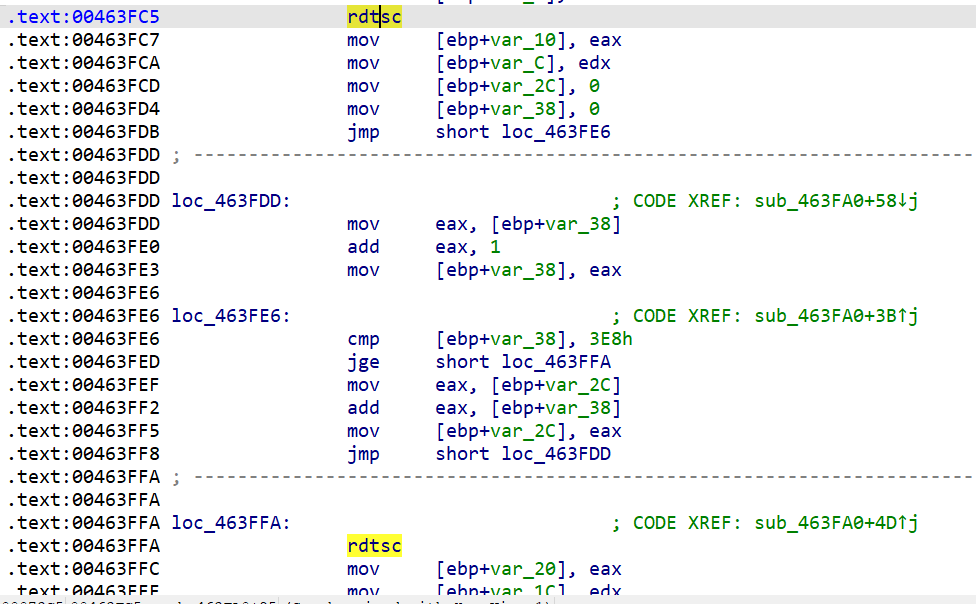 .text:00463FC5 rdtsc
.text:00463FC7 mov [ebp+var_10], eax
.text:00463FCA mov [ebp+var_C], edx
.text:00463FCD mov [ebp+var_2C], 0
.text:00463FD4 mov [ebp+var_38], 0
.text:00463FDB jmp short loc_463FE6
.text:00463FDD ; ---------------------------------------------------------------------------
.text:00463FDD
.text:00463FDD loc_463FDD: ; CODE XREF: sub_463FA0+58↓j
.text:00463FDD mov eax, [ebp+var_38]
.text:00463FE0 add eax, 1
.text:00463FE3 mov [ebp+var_38], eax
.text:00463FE6
.text:00463FE6 loc_463FE6: ; CODE XREF: sub_463FA0+3B↑j
.text:00463FE6 cmp [ebp+var_38], 3E8h
.text:00463FED jge short loc_463FFA
.text:00463FEF mov eax, [ebp+var_2C]
.text:00463FF2 add eax, [ebp+var_38]
.text:00463FF5 mov [ebp+var_2C], eax
.text:00463FF8 jmp short loc_463FDD
.text:00463FFA ; ---------------------------------------------------------------------------
.text:00463FFA
.text:00463FFA loc_463FFA: ; CODE XREF: sub_463FA0+4D↑j
.text:00463FFA rdtsc
.text:00463FFC mov [ebp+var_20], eax
.text:00463FFF mov [ebp+var_1C], edx